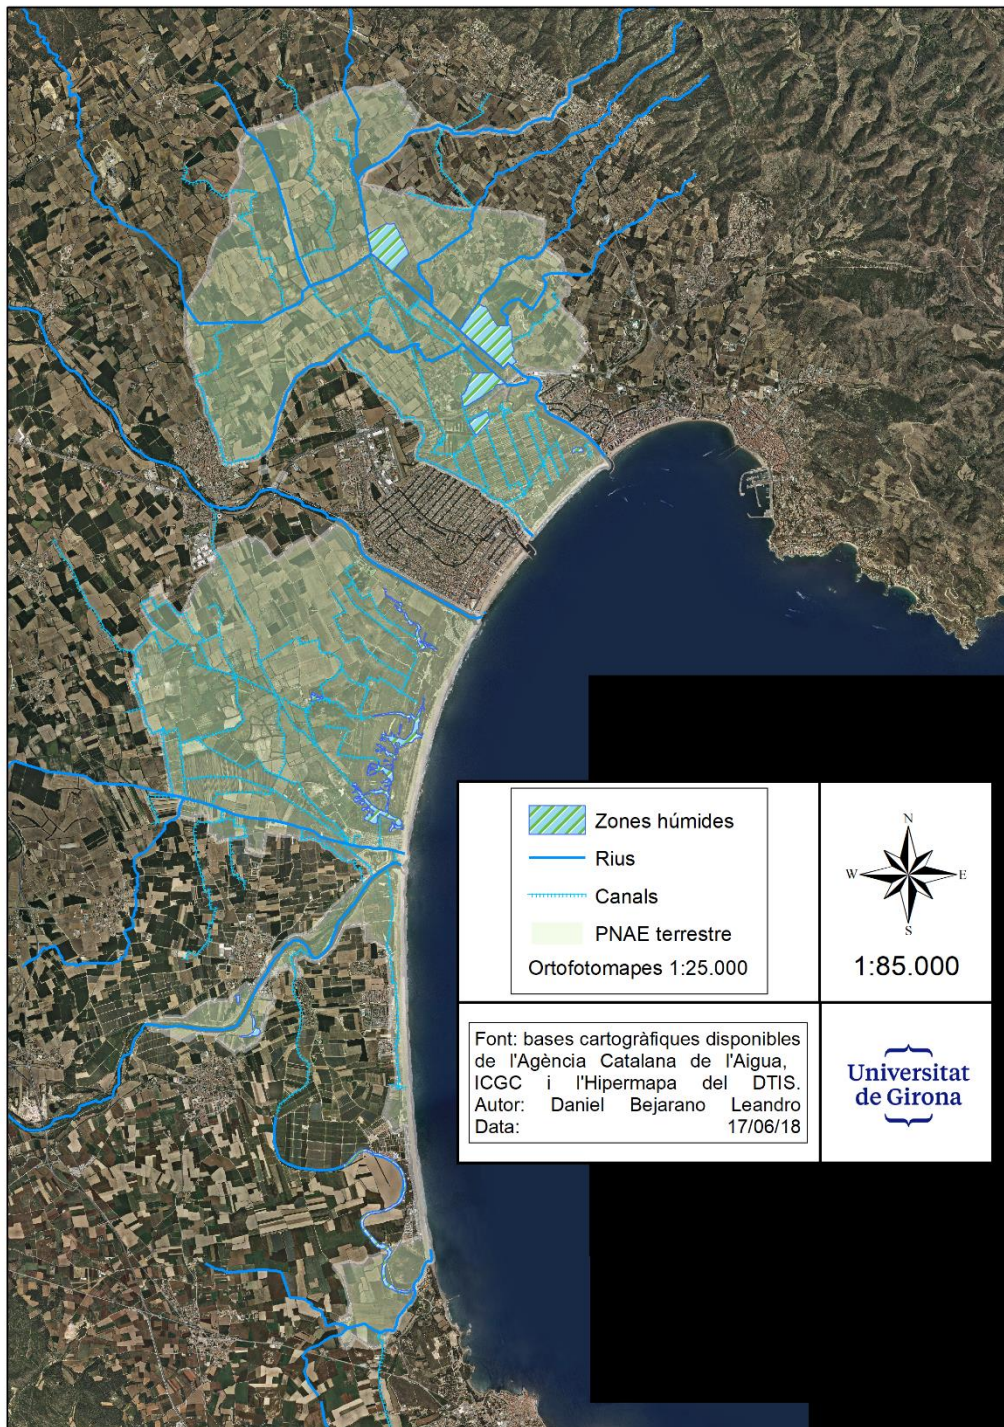 Zones húmides
Rius
Canals
PNAE terrestre
Ortofotomapes 1:25.000
N
W E
S
1:85.000
Font: bases cartogràfiques disponibles
de l'Agència Catalana de l'Aigua,
ICGC i l'Hipermapa del DTIS.
Autor: Daniel Bejarano Leandro
Data: 17/06/18
Universitat
de Girona